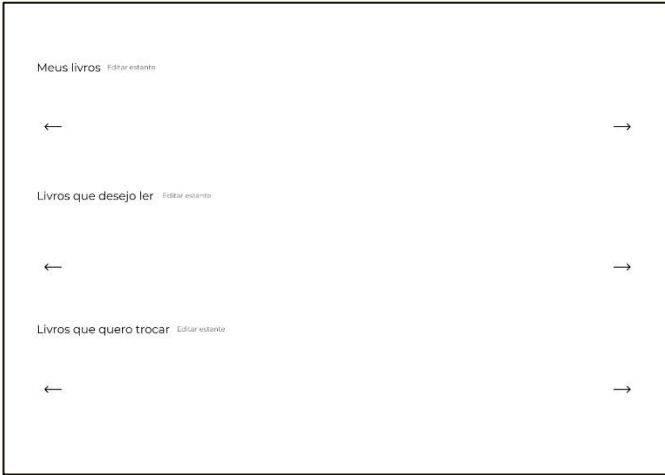 Meus livros Editar estante
Livros que desejo ler Editar estante
Livros que quero trocar Editar estante